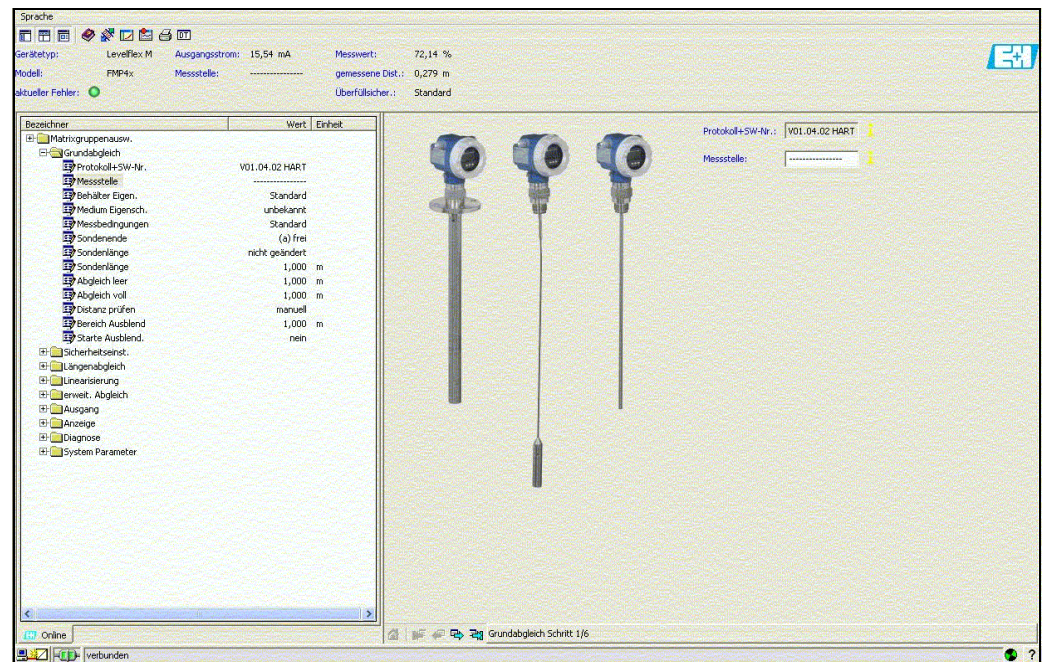 Sprache
DT
Gerätetyp: Levelflex M Ausgangsstrom: 15,54 mA Messwert: 72,14 %
Modell: FMP4x Messstelle: ---------------- gemessene Dist.: 0,279 m
aktueller Fehler: Überfüllsicher.: Standard
E+H
Bezeichner Wert Einheit
Matrixgruppenausw.
Grundabgleich
Protokoll+SW-Nr. V01.04.02 HART
Messstelle ----------------
Behälter Eigen. Standard
Medium Eigensch. unbekannt
Messbedingungen Standard
Sondenende (a) frei
Sondenlänge nicht geändert
Sondenlänge 1,000 m
Abgleich leer 1,000 m
Abgleich voll 1,000 m
Distanz prüfen manuell
Bereich Ausblend 1,000 m
Starte Ausblend. nein
Sicherheitseinst.
Längenabgleich
Linearisierung
erweit. Abgleich
Ausgang
Anzeige
Diagnose
System Parameter
Protokoll+SW-Nr.: V01.04.02 HART
Messstelle: ----------------
Online
Grundabgleich Schritt 1/6
verbunden
?